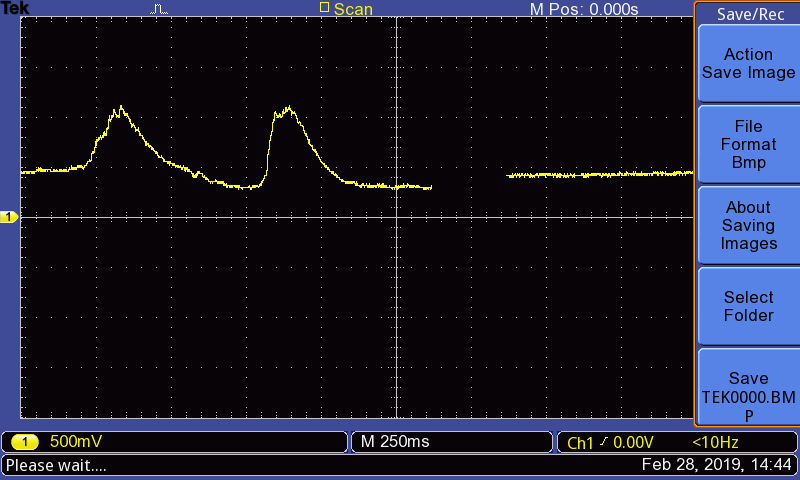 Tek Scan M Pos: 0.000s Save/Rec
Action
Save Image
File
Format
Bmp
About
Saving
Images
1
Select
Folder
Save
TEK0000.BM
P
1 500mV M 250ms Ch1 0.00V <10Hz
Please wait.... Feb 28, 2019, 14:44